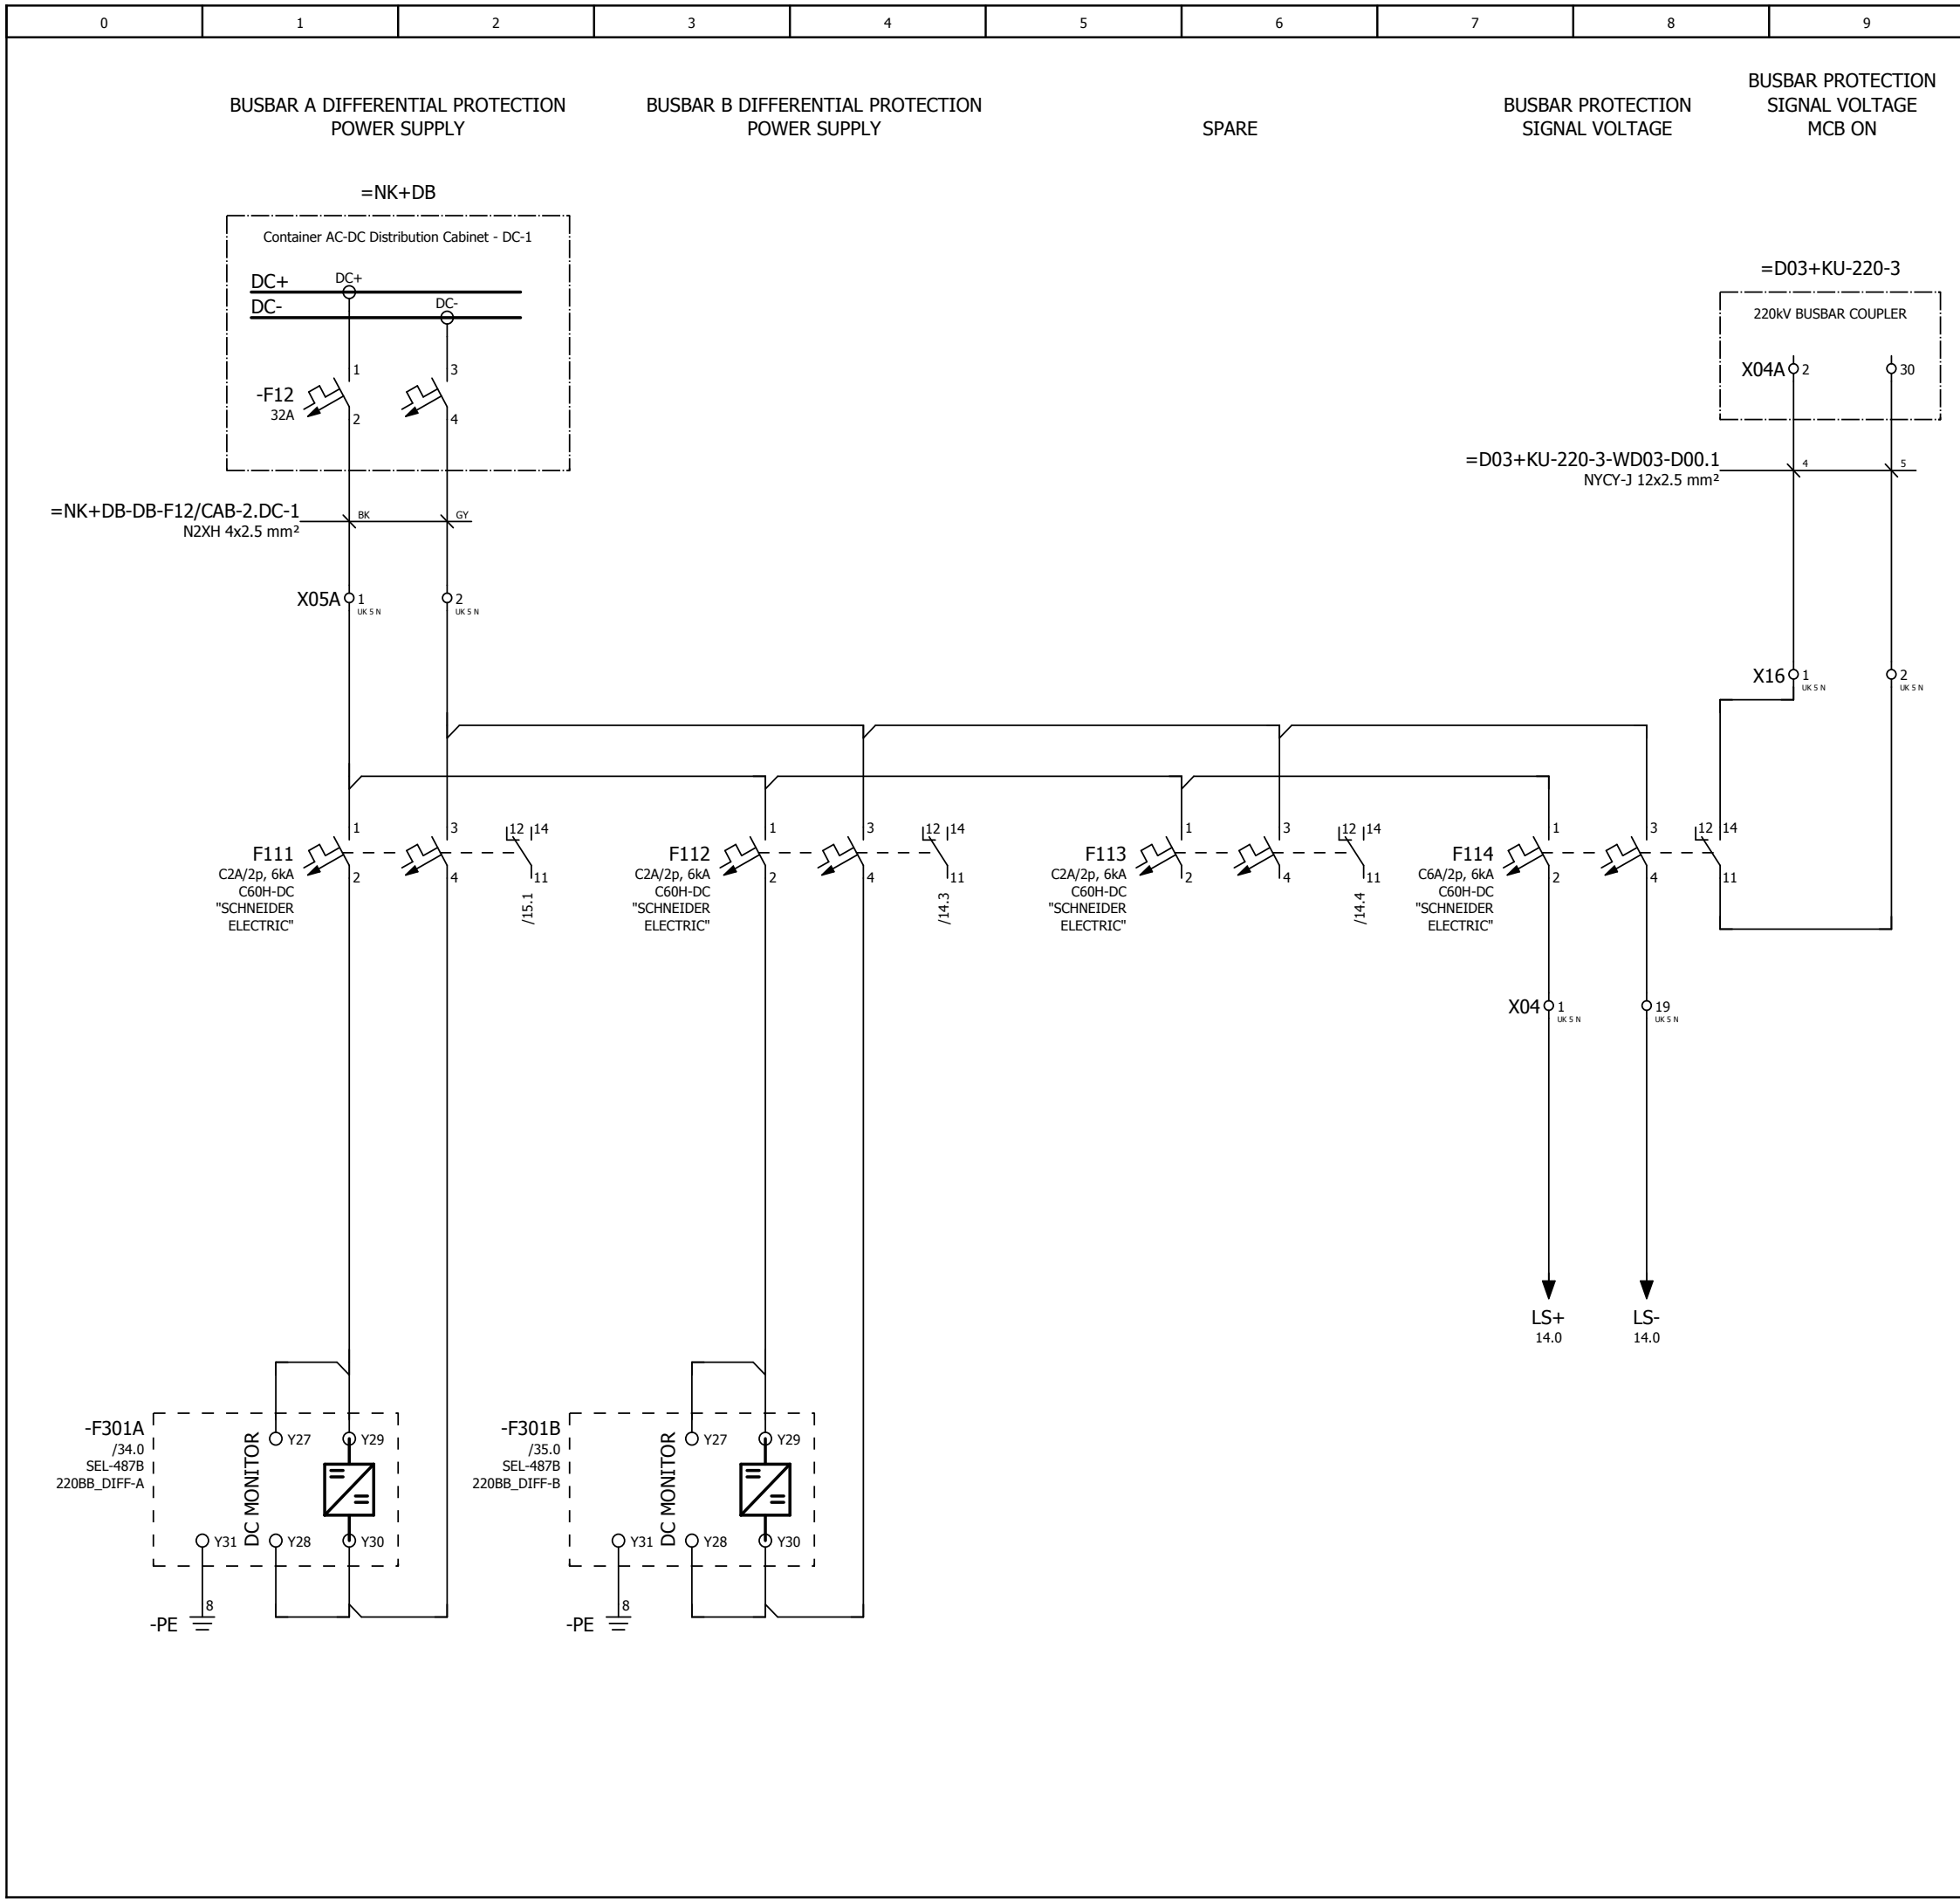 0 1 2 3 4 5 6 7 8 9
BUSBAR A DIFFERENTIAL PROTECTION
POWER SUPPLY
BUSBAR B DIFFERENTIAL PROTECTION
POWER SUPPLY
SPARE
BUSBAR PROTECTION
SIGNAL VOLTAGE
BUSBAR PROTECTION
SIGNAL VOLTAGE
MCB ON
=NK+DB
Container AC-DC Distribution Cabinet - DC-1
DC+ DC+
DC- DC-
1 3
-F12
32A
2 4
=D03+KU-220-3
220kV BUSBAR COUPLER
X04A 2 30
=D03+KU-220-3-WD03-D00.1 4 5
NYCY-J 12x2.5 mm²
=NK+DB-DB-F12/CAB-2.DC-1 BK GY
N2XH 4x2.5 mm²
X05A 1 2
UK 5 N UK 5 N
X16 1 2
UK 5 N UK 5 N
1 3 12 14
F111
C2A/2p, 6kA
C60H-DC
"SCHNEIDER
ELECTRIC"
2 4 11
/15.1
1 3 12 14
F112
C2A/2p, 6kA
C60H-DC
"SCHNEIDER
ELECTRIC"
2 4 11
/14.3
1 3 12 14
F113
C2A/2p, 6kA
C60H-DC
"SCHNEIDER
ELECTRIC"
2 4 11
/14.4
1 3 12 14
F114
C6A/2p, 6kA
C60H-DC
"SCHNEIDER
ELECTRIC"
2 4 11
X04 1 19
UK 5 N UK 5 N
LS+ LS-
14.0 14.0
-F301A
/34.0
SEL-487B
220BB_DIFF-A
DC MONITOR
Y27 Y29
Y31 Y28 Y30
8
-PE
-F301B
/35.0
SEL-487B
220BB_DIFF-B
DC MONITOR
Y27 Y29
Y31 Y28 Y30
8
-PE